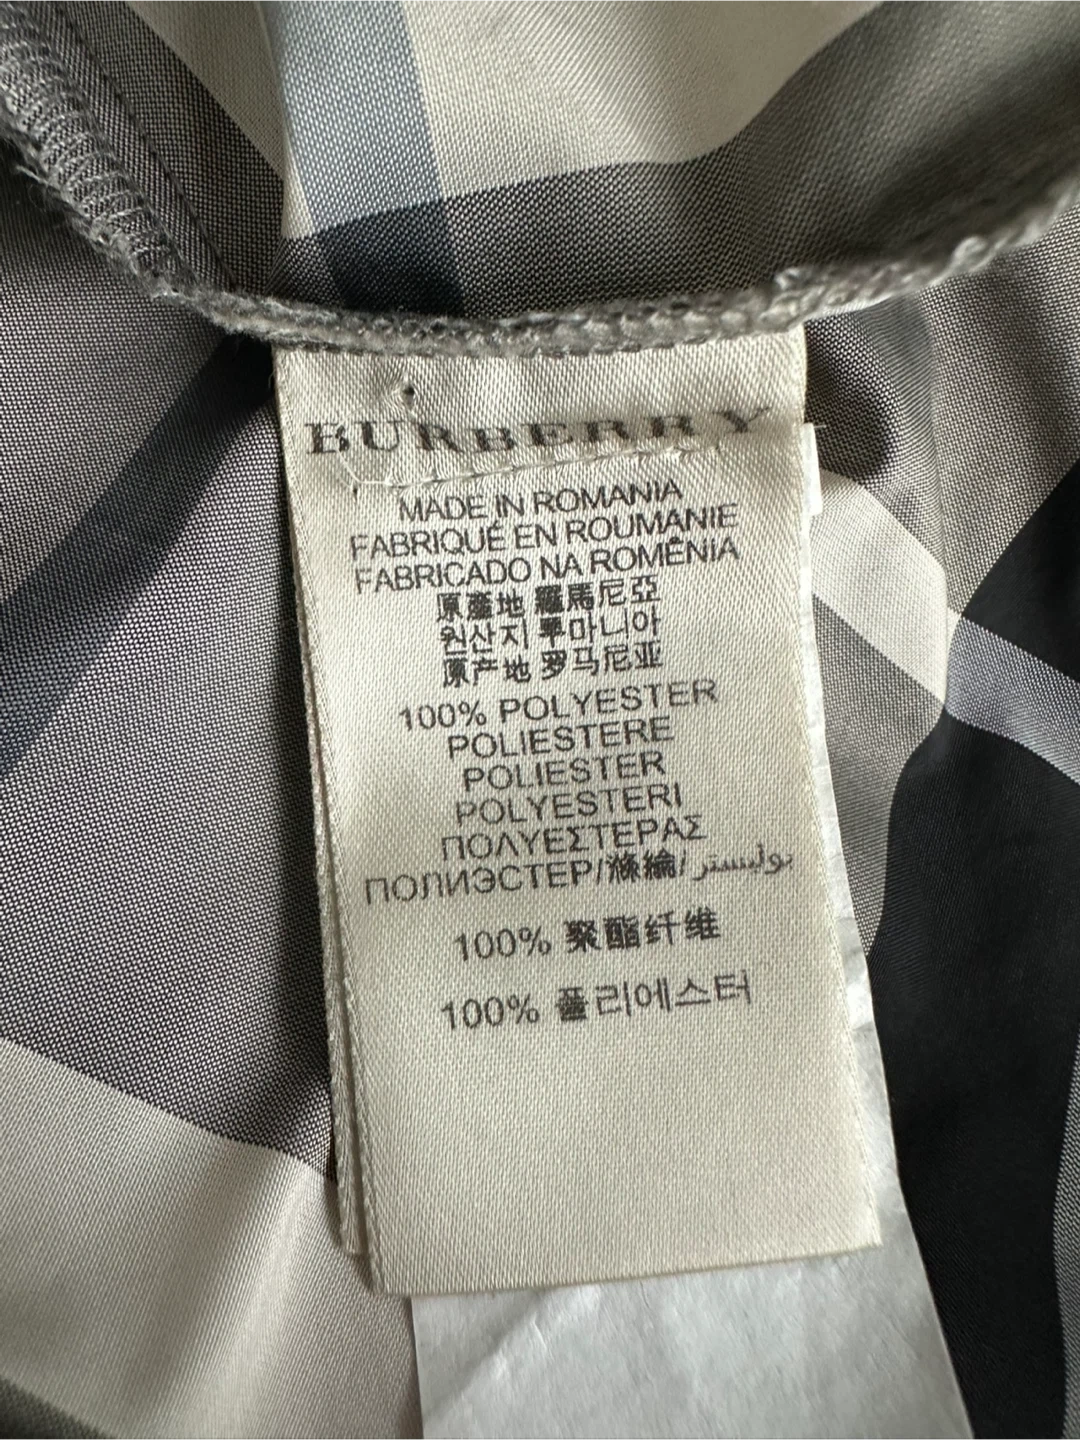 BURBERRY
MADE IN ROMANIA
FABRIQUÉ EN ROUMANIE
FABRICADO NA ROMÊNIA
原產地 羅馬尼亞
원산지 루마니아
原产地 罗马尼亚
100% POLYESTER
POLIESTERE
POLIESTER
POLYESTERI
ΠΟΛΥΕΣΤΕΡΑΣ
ПОЛИЭСТЕР/滌綸/بوليستر
100% 聚酯纤维
100% 폴리에스터